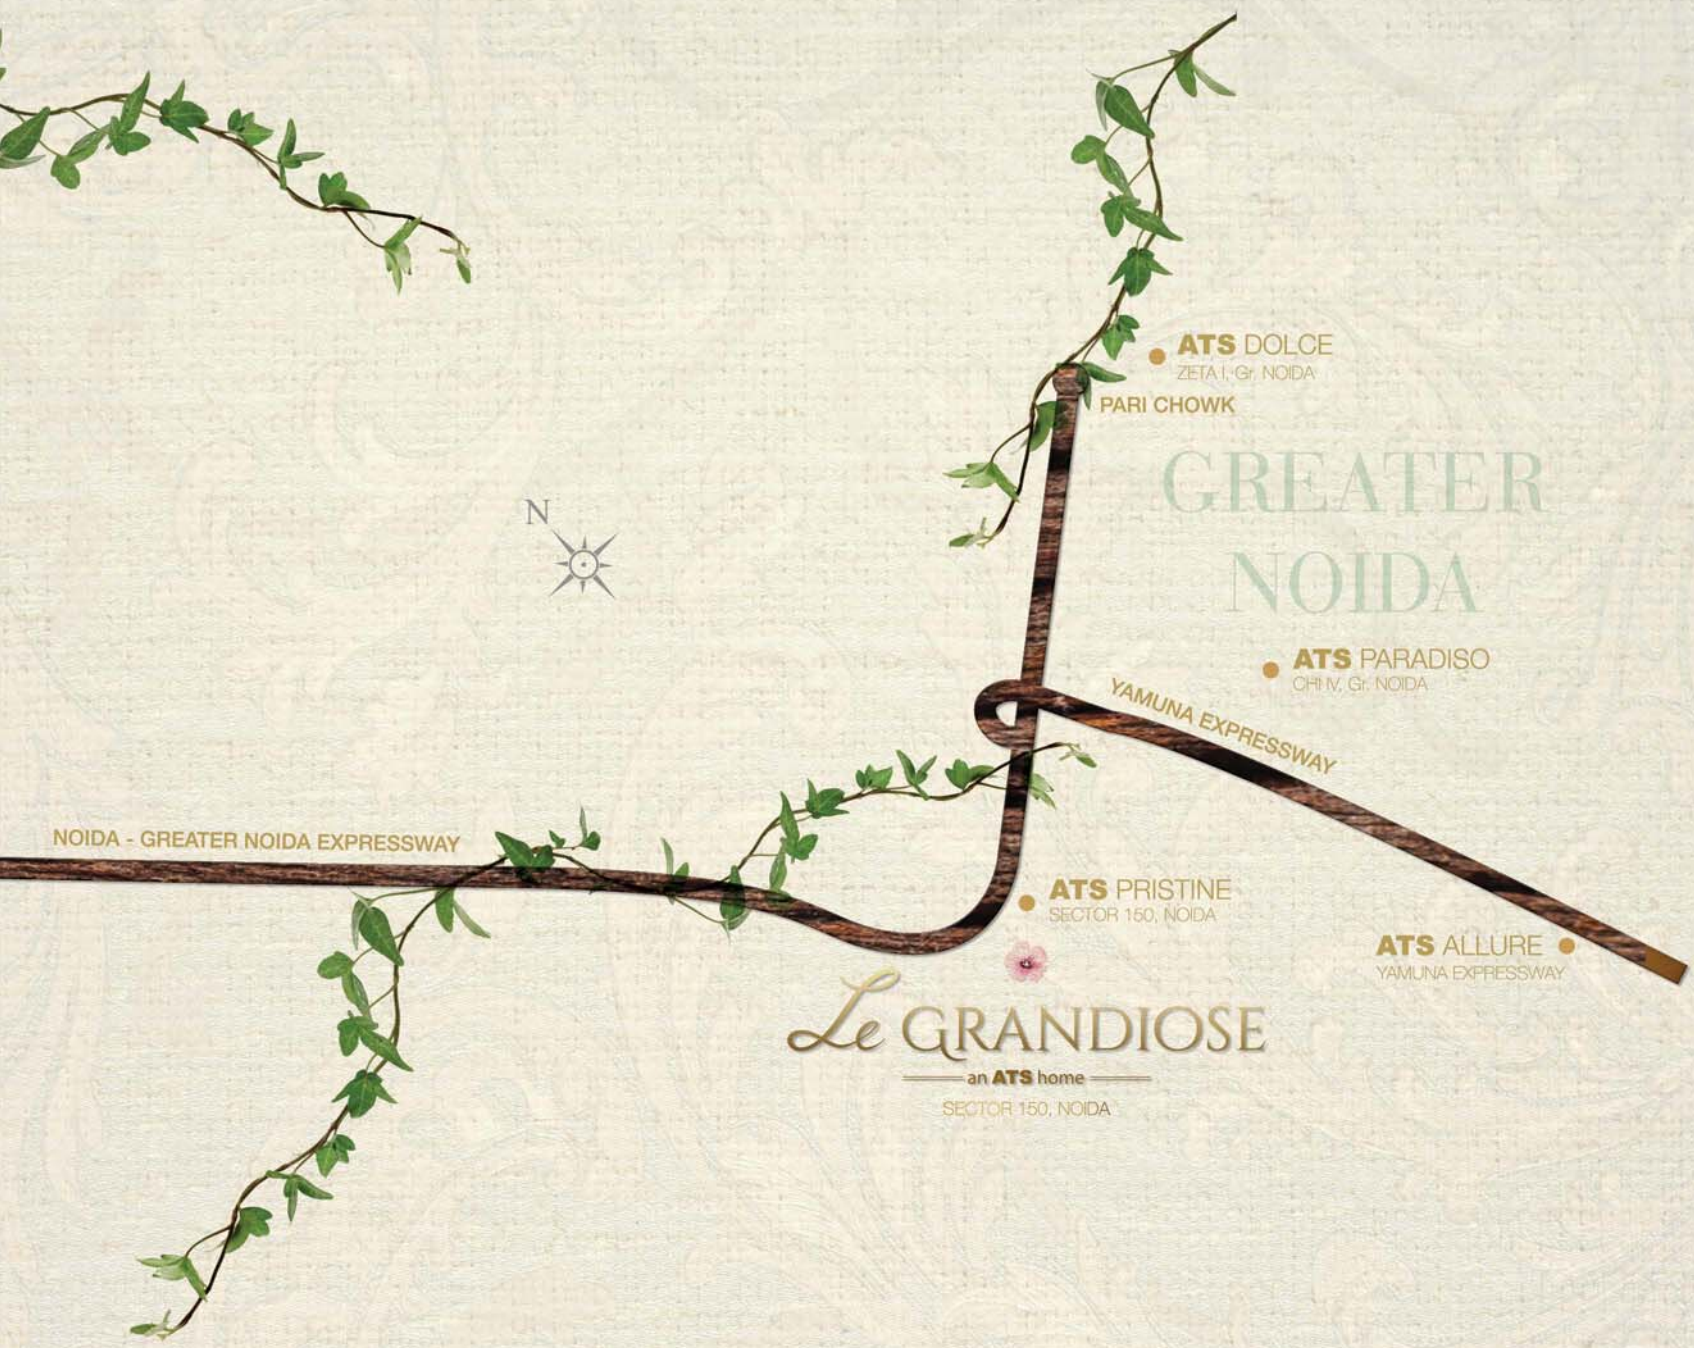 ATS DOLCE
ZETA I, Gr. NOIDA
PARI CHOWK
GREATER
NOIDA
N
ATS PARADISO
CHI IV, Gr. NOIDA
YAMUNA EXPRESSWAY
NOIDA - GREATER NOIDA EXPRESSWAY
ATS PRISTINE
SECTOR 150, NOIDA
ATS ALLURE
YAMUNA EXPRESSWAY
Le GRANDIOSE
an ATS home
SECTOR 150, NOIDA